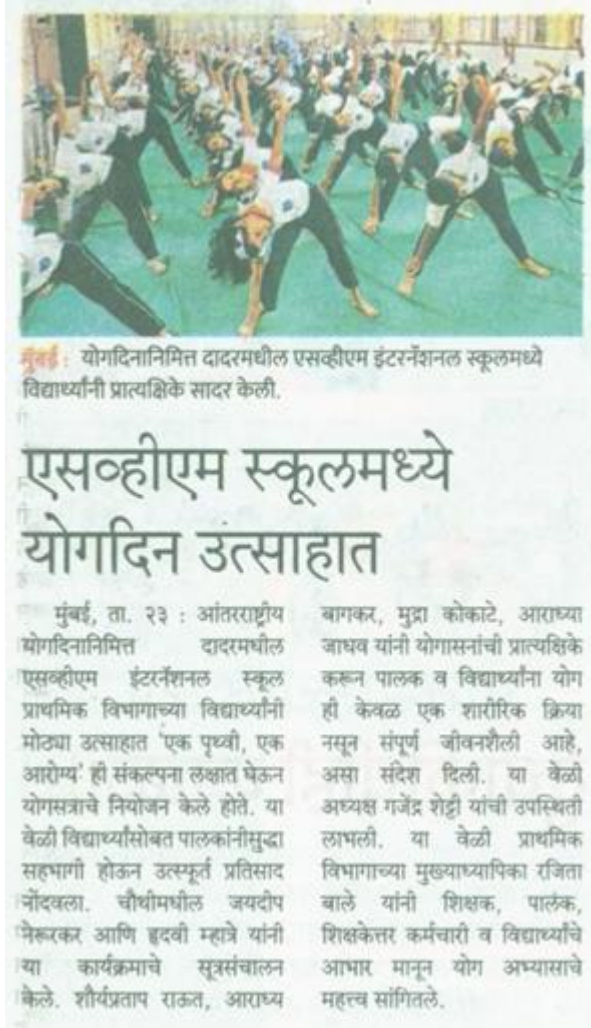 मुंबई : योगदिनानिमित्त दादरमधील एसव्हीएम इंटरनॅशनल स्कूलमध्ये
विद्यार्थ्यांनी प्रात्यक्षिके सादर केली.
एसव्हीएम स्कूलमध्ये
योगदिन उत्साहात
मुंबई, ता. २३ : आंतरराष्ट्रीय
योगदिनानिमित्त दादरमधील
एसव्हीएम इंटरनॅशनल स्कूल
प्राथमिक विभागाच्या विद्यार्थ्यांनी
मोठ्या उत्साहात 'एक पृथ्वी, एक
आरोग्य' ही संकल्पना लक्षात घेऊन
योगसत्राचे नियोजन केले होते. या
वेळी विद्यार्थ्यांसोबत पालकांनीसुद्धा
सहभागी होऊन उत्स्फूर्त प्रतिसाद
नोंदवला. चौथीमधील जयदीप
नेरूरकर आणि हृदवी म्हात्रे यांनी
या कार्यक्रमाचे सूत्रसंचालन
केले. शौर्यप्रताप राऊत, आराध्य
बागकर, मुद्रा कोकाटे, आराध्या
जाधव यांनी योगासनांची प्रात्यक्षिके
करून पालक व विद्यार्थ्यांना योग
ही केवळ एक शारीरिक क्रिया
नसून संपूर्ण जीवनशैली आहे,
असा संदेश दिली. या वेळी
अध्यक्ष गजेंद्र शेट्टी यांची उपस्थिती
लाभली. या वेळी प्राथमिक
विभागाच्या मुख्याध्यापिका रजिता
बाले यांनी शिक्षक, पालंक,
शिक्षकेत्तर कर्मचारी व विद्यार्थ्यांचे
आभार मानून योग अभ्यासाचे
महत्त्व सांगितले.